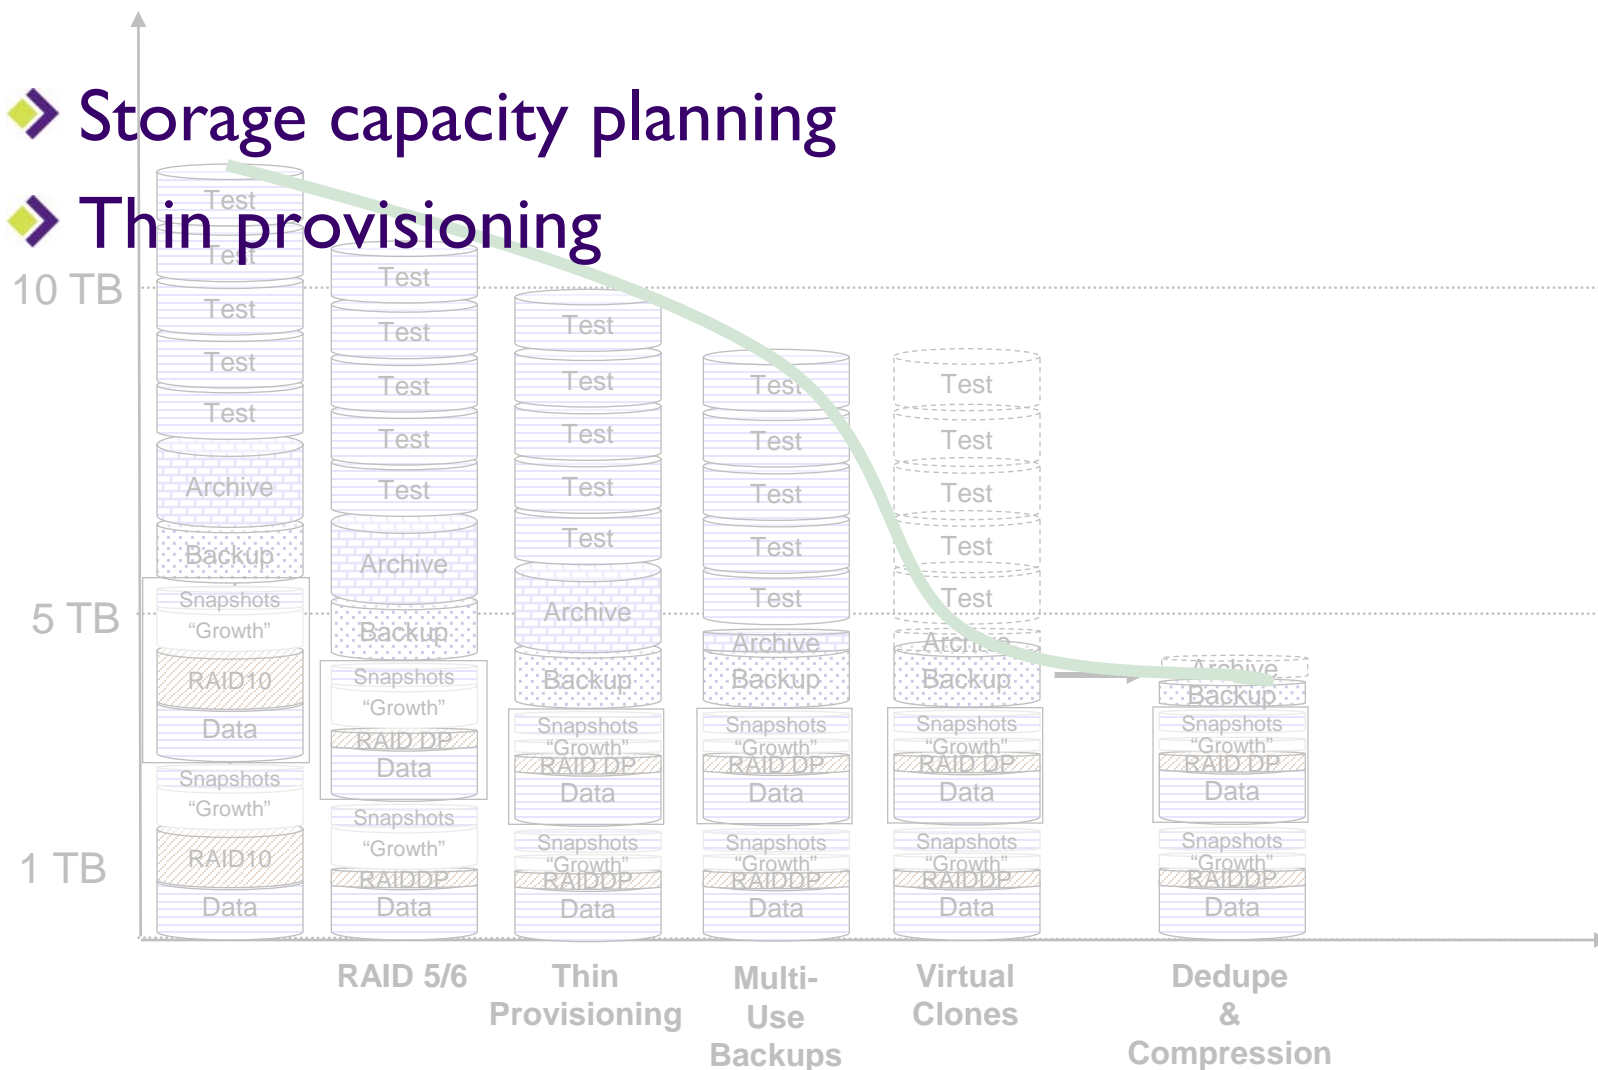 Storage capacity planning
Thin provisioning
10 TB
5 TB
1 TB
Test
Test
Test
Test
Test
Archive
Backup
Snapshots
“Growth”
RAID10
Data
Snapshots
“Growth”
RAID10
Data
Test
Test
Test
Test
Test
Archive
Backup
Snapshots
“Growth”
RAID DP
Data
Snapshots
“Growth”
RAIDDP
Data
RAID 5/6
Test
Test
Test
Test
Test
Archive
Backup
Snapshots
“Growth”
RAID DP
Data
Snapshots
“Growth”
RAIDDP
Data
Thin
Provisioning
Test
Test
Test
Test
Test
Archive
Backup
Snapshots
“Growth”
RAID DP
Data
Snapshots
“Growth”
RAIDDP
Data
Multi-
Use
Backups
Test
Test
Test
Test
Test
Archive
Backup
Snapshots
“Growth”
RAID DP
Data
Snapshots
“Growth”
RAIDDP
Data
Virtual
Clones
Archive
Backup
Snapshots
“Growth”
RAID DP
Data
Snapshots
“Growth”
RAIDDP
Data
Dedupe
&
Compression